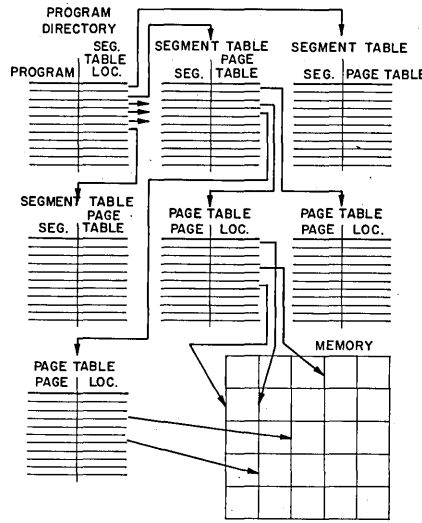 PROGRAM
DIRECTORY
SEG.
TABLE
PROGRAM LOC.
SEGMENT TABLE
PAGE
SEG. TABLE
SEGMENT TABLE
SEG. PAGE TABLE
SEGMENT TABLE
PAGE
SEG. TABLE
PAGE TABLE
PAGE LOC.
PAGE TABLE
PAGE LOC.
PAGE TABLE
PAGE LOC.
MEMORY